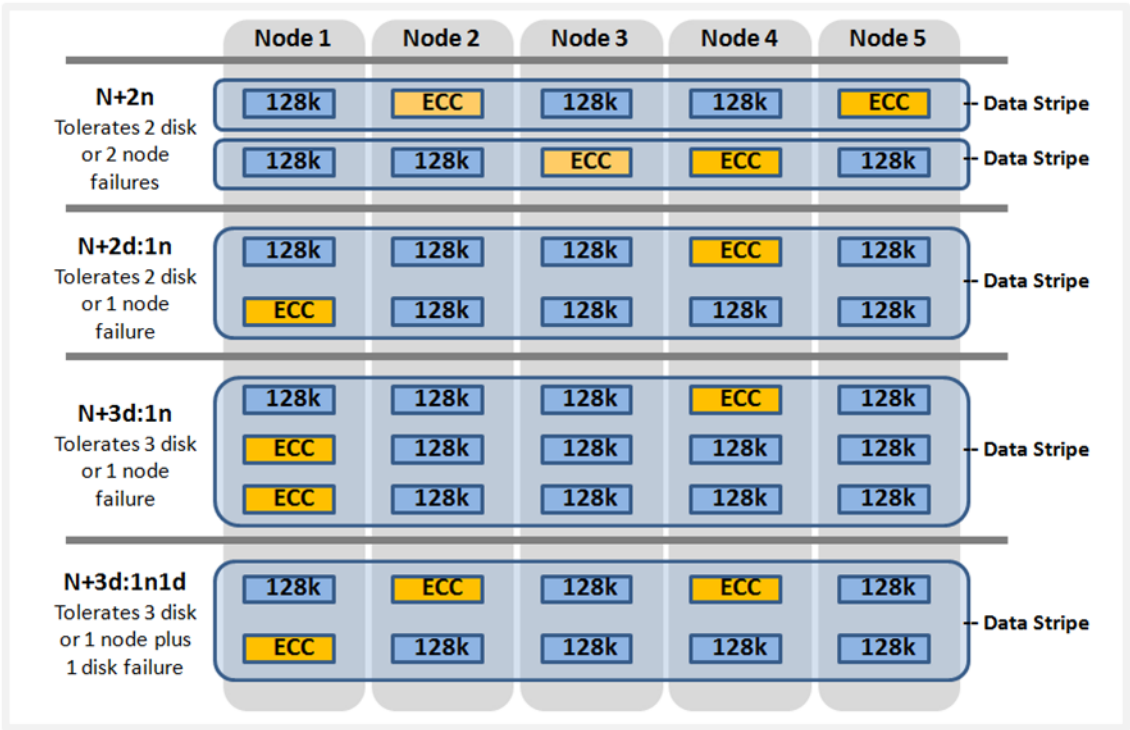 Node 1 Node 2 Node 3 Node 4 Node 5
N+2n
Tolerates 2 disk
or 2 node
failures
128k ECC 128k 128k ECC
Data Stripe
128k 128k ECC ECC 128k
Data Stripe
N+2d:1n
Tolerates 2 disk
or 1 node
failure
128k 128k 128k ECC 128k
ECC 128k 128k 128k 128k
Data Stripe
N+3d:1n
Tolerates 3 disk
or 1 node
failure
128k 128k 128k ECC 128k
ECC 128k 128k 128k 128k
ECC 128k 128k 128k 128k
Data Stripe
N+3d:1n1d
Tolerates 3 disk
or 1 node plus
1 disk failure
128k ECC 128k ECC 128k
ECC 128k 128k 128k 128k
Data Stripe